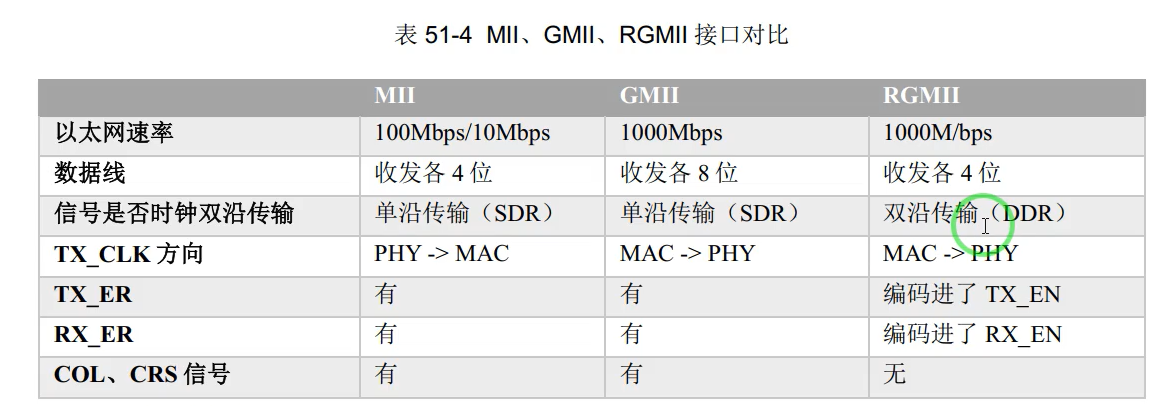 表 51-4 MII、GMII、RGMII 接口对比
MII GMII RGMII
以太网速率 100Mbps/10Mbps 1000Mbps 1000M/bps
数据线 收发各 4 位 收发各 8 位 收发各 4 位
信号是否时钟双沿传输 单沿传输（SDR） 单沿传输（SDR） 双沿传输（DDR）
TX_CLK 方向 PHY -> MAC MAC -> PHY MAC -> PHY
TX_ER 有 有 编码进了 TX_EN
RX_ER 有 有 编码进了 RX_EN
COL、CRS 信号 有 有 无